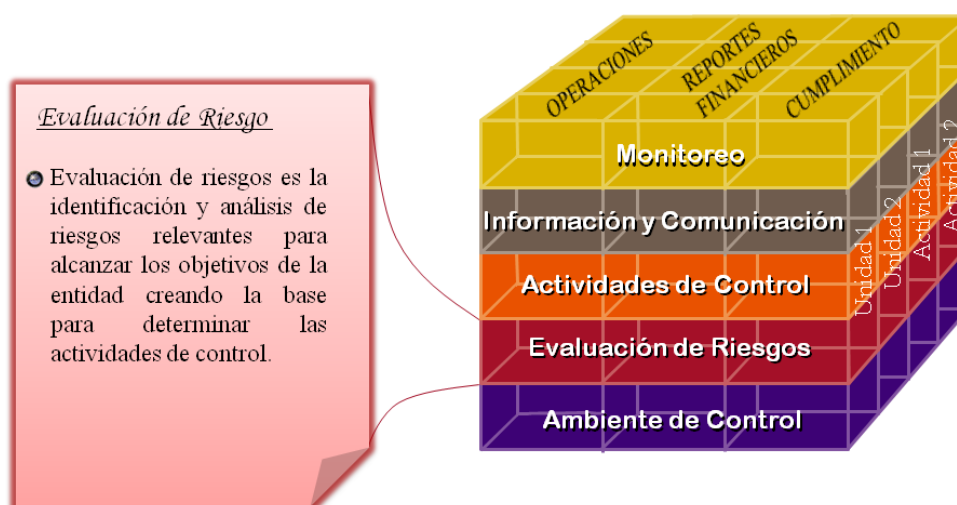 Evaluación de Riesgo
Evaluación de riesgos es la
identificación y análisis de
riesgos relevantes para
alcanzar los objetivos de la
entidad creando la base
para determinar las
actividades de control.
OPERACIONES
REPORTES
FINANCIEROS
CUMPLIMIENTO
Monitoreo
Información y Comunicación
Actividades de Control
Evaluación de Riesgos
Ambiente de Control
Unidad 1
Unidad 2
Actividad 1
Actividad 2